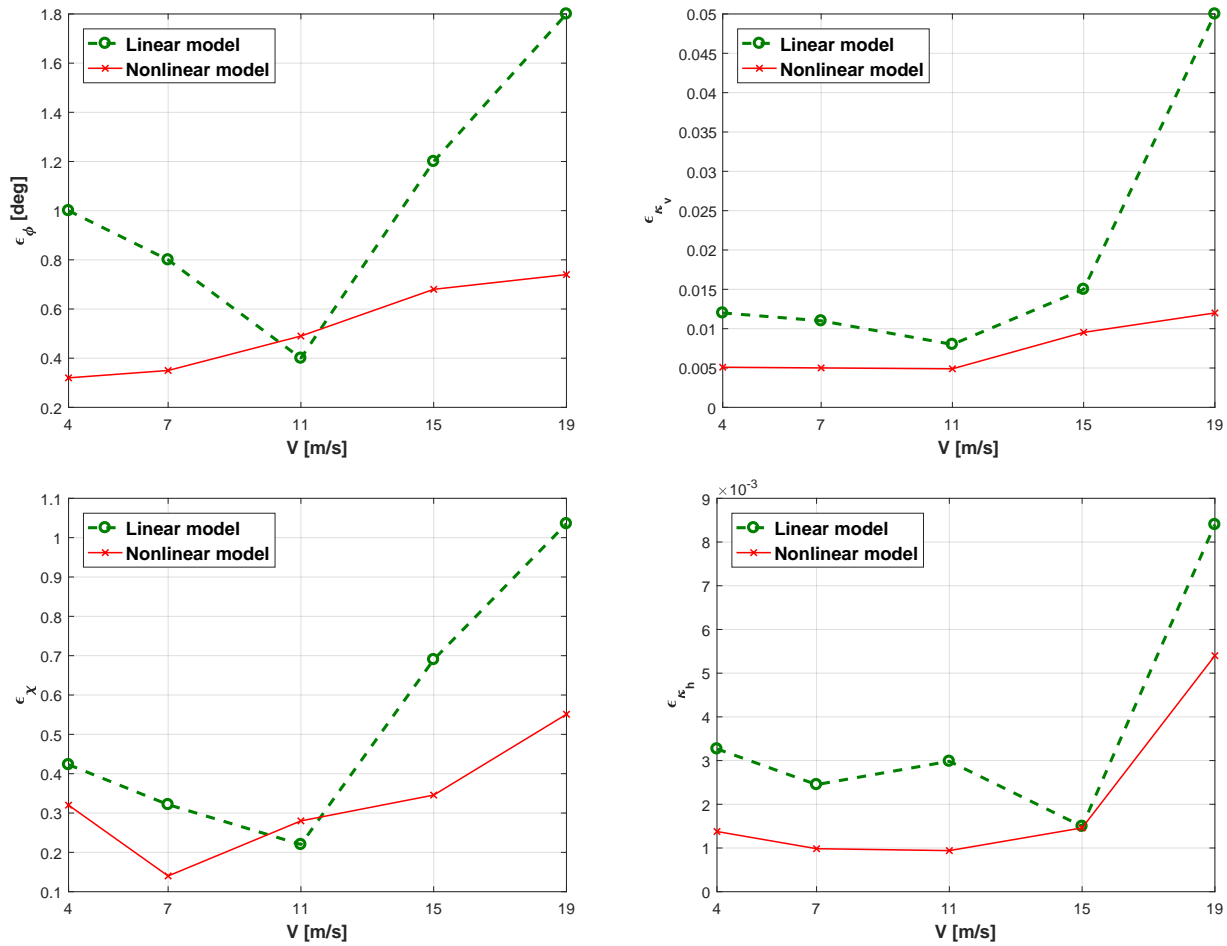 1.8
1.6
1.4
1.2
1
0.8
0.6
0.4
0.2
ϵϕ [deg]
Linear model
Nonlinear model
4 7 11 15 19
V [m/s]
0.05
0.045
0.04
0.035
0.03
0.025
0.02
0.015
0.01
0.005
0
ϵκv
Linear model
Nonlinear model
4 7 11 15 19
V [m/s]
1.1
1
0.9
0.8
0.7
0.6
0.5
0.4
0.3
0.2
0.1
ϵχ
Linear model
Nonlinear model
4 7 11 15 19
V [m/s]
×10⁻³
9
8
7
6
5
4
3
2
1
0
ϵκh
Linear model
Nonlinear model
4 7 11 15 19
V [m/s]